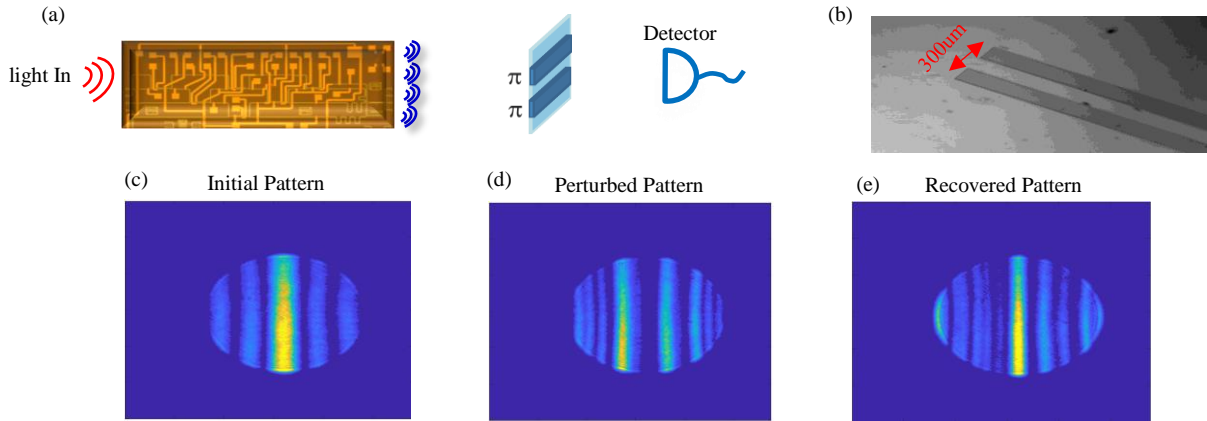 (a)
light In
π
π
Detector
(b)
300um
(c)
Initial Pattern
(d)
Perturbed Pattern
(e)
Recovered Pattern